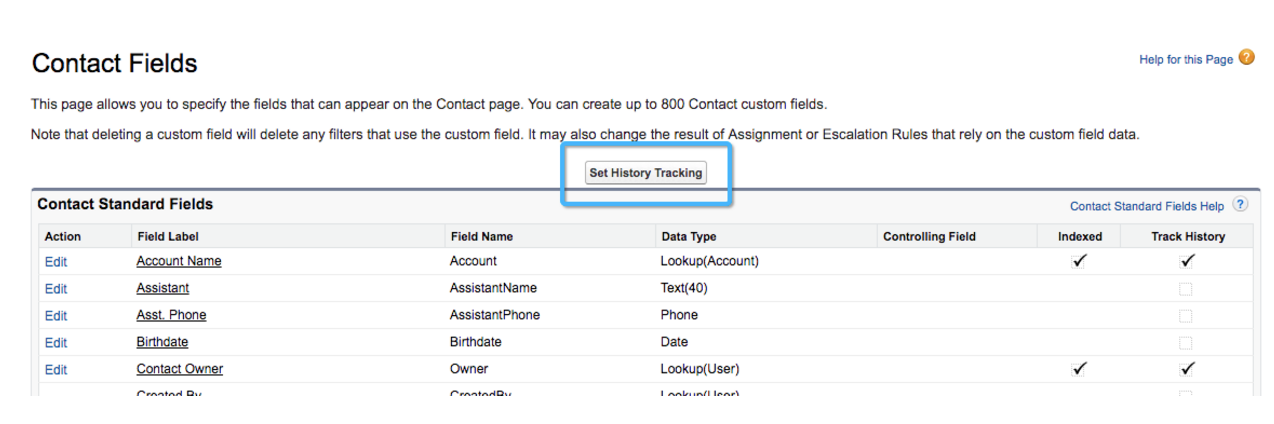 Contact Fields
Help for this Page ?
This page allows you to specify the fields that can appear on the Contact page. You can create up to 800 Contact custom fields.
Note that deleting a custom field will delete any filters that use the custom field. It may also change the result of Assignment or Escalation Rules that rely on the custom field data.
Set History Tracking
Contact Standard Fields
Contact Standard Fields Help ?
Action Field Label Field Name Data Type Controlling Field Indexed Track History
Edit Account Name Account Lookup(Account)
Edit Assistant AssistantName Text(40)
Edit Asst. Phone AssistantPhone Phone
Edit Birthdate Birthdate Date
Edit Contact Owner Owner Lookup(User)
Created By CreatedBy Lookup(User)